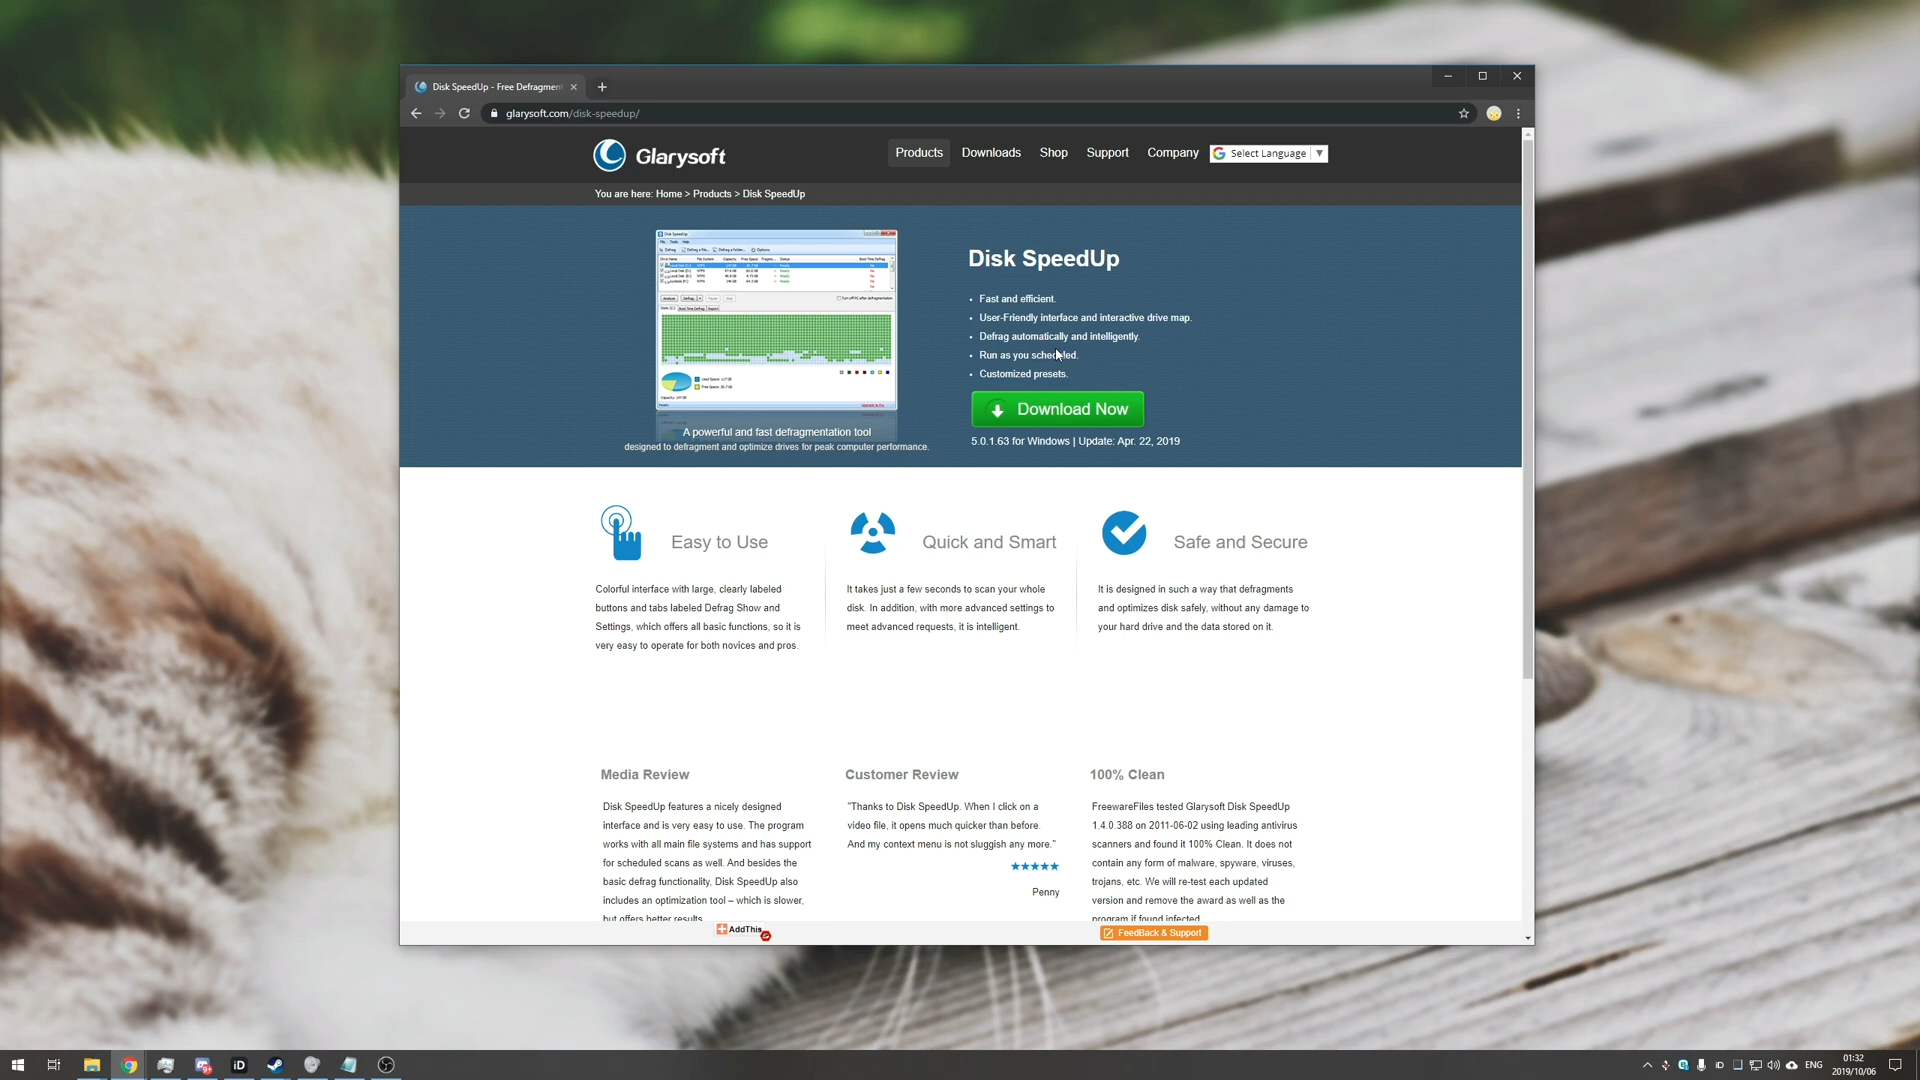 Disk SpeedUp - Free Defragmen
glarysoft.com/disk-speedup/
Glarysoft
Products
Downloads
Shop
Support
Company
Select Language
You are here: Home > Products > Disk SpeedUp
Disk SpeedUp
• Fast and efficient.
• User-Friendly interface and interactive drive map.
• Defrag automatically and intelligently.
• Run as you scheduled.
• Customized presets.
Download Now
5.0.1.63 for Windows | Update: Apr. 22, 2019
A powerful and fast defragmentation tool
designed to defragment and optimize drives for peak computer performance.
Easy to Use
Colorful interface with large, clearly labeled
buttons and tabs labeled Defrag Show and
Settings, which offers all basic functions, so it is
very easy to operate for both novices and pros.
Quick and Smart
It takes just a few seconds to scan your whole
disk. In addition, with more advanced settings to
meet advanced requests, it is intelligent.
Safe and Secure
It is designed in such a way that defragments
and optimizes disk safely, without any damage to
your hard drive and the data stored on it.
Media Review
Disk SpeedUp features a nicely designed
interface and is very easy to use. The program
works with all main file systems and has support
for scheduled scans as well. And besides the
basic defrag functionality, Disk SpeedUp also
includes an optimization tool – which is slower,
but offers better results.
Customer Review
"Thanks to Disk SpeedUp. When I click on a
video file, it opens much quicker than before.
And my context menu is not sluggish any more."
Penny
100% Clean
FreewareFiles tested Glarysoft Disk SpeedUp
1.4.0.388 on 2011-06-02 using leading antivirus
scanners and found it 100% Clean. It does not
contain any form of malware, spyware, viruses,
trojans, etc. We will re-test each updated
version and remove the award as well as the
program if found infected.
AddThis
FeedBack & Support
ENG
01:32
2019/10/06